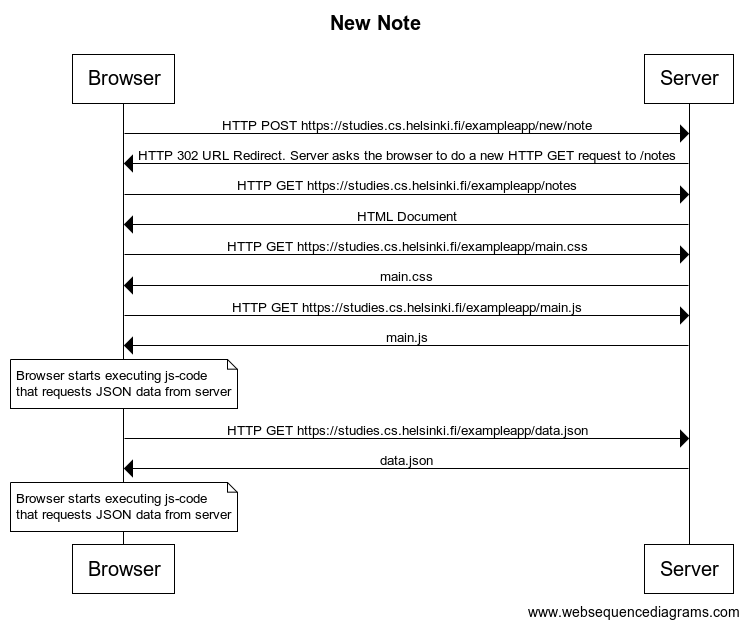 New Note
Browser
Server
HTTP POST https://studies.cs.helsinki.fi/exampleapp/new/note
HTTP 302 URL Redirect. Server asks the browser to do a new HTTP GET request to /notes
HTTP GET https://studies.cs.helsinki.fi/exampleapp/notes
HTML Document
HTTP GET https://studies.cs.helsinki.fi/exampleapp/main.css
main.css
HTTP GET https://studies.cs.helsinki.fi/exampleapp/main.js
main.js
Browser starts executing js-code
that requests JSON data from server
HTTP GET https://studies.cs.helsinki.fi/exampleapp/data.json
data.json
Browser starts executing js-code
that requests JSON data from server
Browser
Server
www.websequencediagrams.com